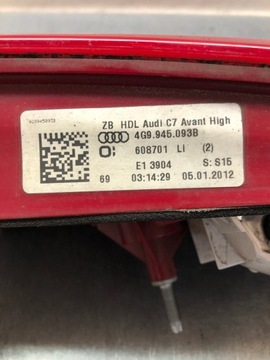 ZB HDL Audi C7 Avant High
4G9.945.093B
608701 LI (2)
E1 3904 S: S15
69 03:14:29 05.01.2012